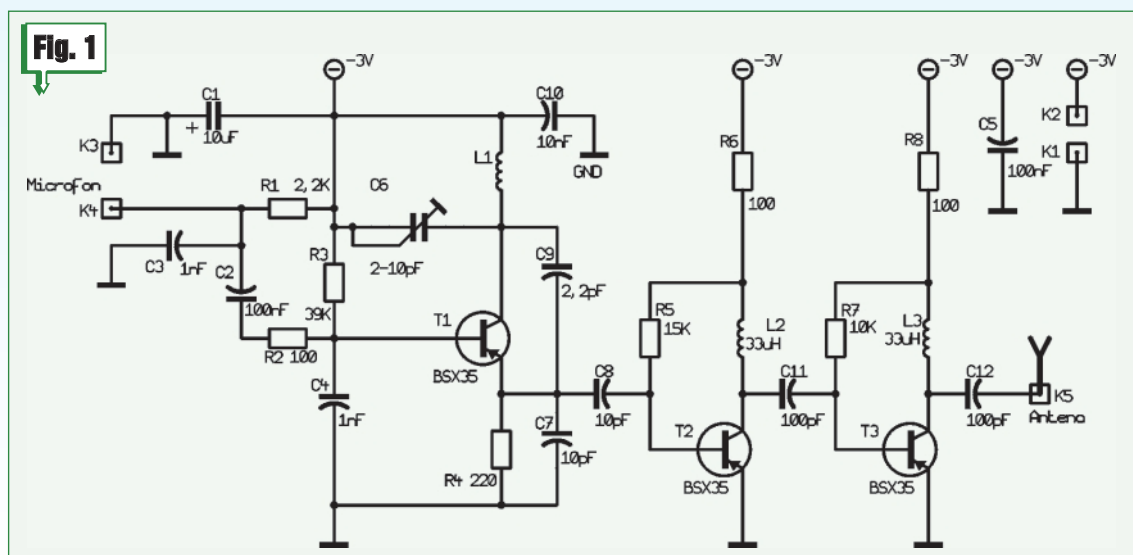 Fig. 1
-3V
-3V
-3V
-3V
-3V
C1
+
10uF
C10
10nF
GND
K3
Microfon
K4
R1 2,2K
L1
C6
2-10pF
C3 1nF
C2
100nF
R3
39K
R2 100
C9
2,2pF
T1
BSX35
C4
1nF
R4 220
C7
10pF
C8
10pF
R5
15K
R6
100
L2
33uH
T2
BSX35
C11
100pF
R7
10K
R8
100
L3
33uH
T3
BSX35
C12
100pF
K5
Antena
C5
100nF
K2
K1